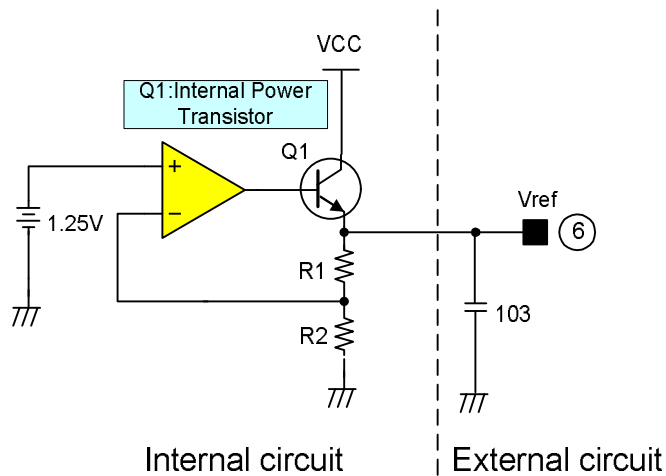 VCC
Q1:Internal Power
Transistor
Q1
+
−
1.25V
Vref
6
R1
103
R2
Internal circuit
External circuit